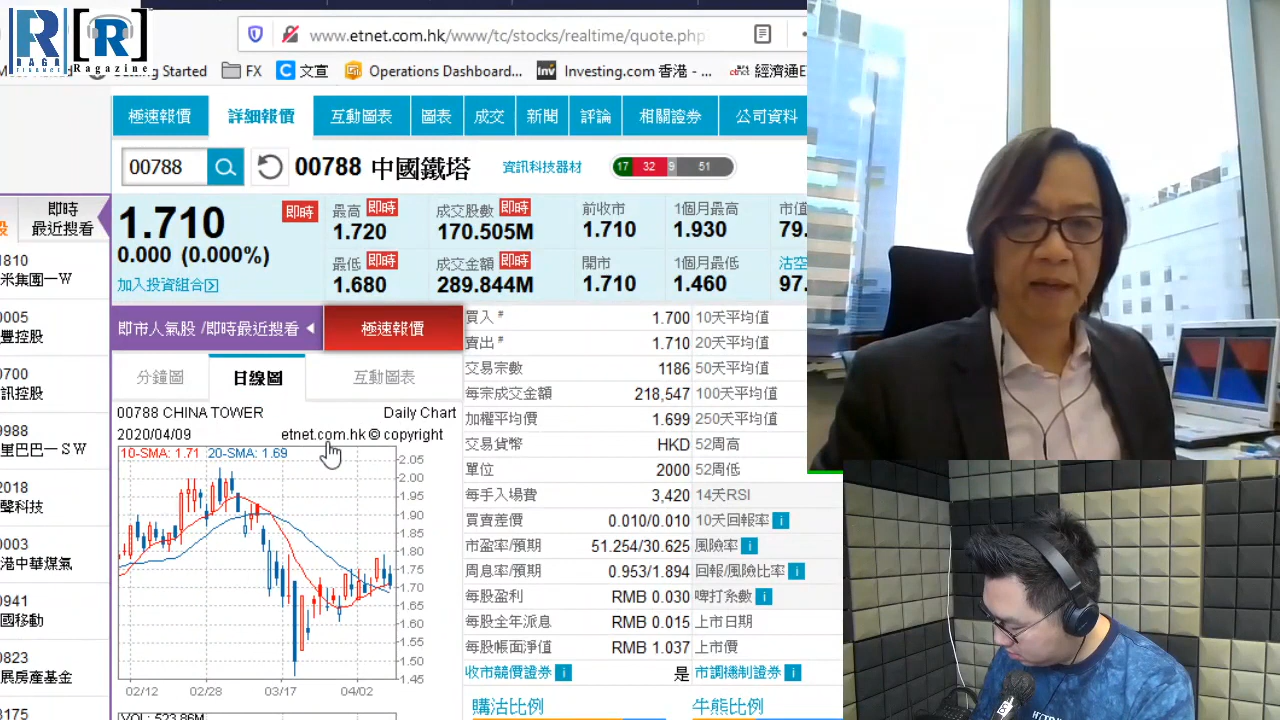 R [R]
RAGA
FINANCE
Ragazine
www.etnet.com.hk/www/tc/stocks/realtime/quote.php
Started
FX
文宣
Operations Dashboard...
Investing.com 香港 - ...
經濟通
極速報價
詳細報價
互動圖表
圖表
成交
新聞
評論
相關證券
公司資料
00788
00788 中國鐵塔
資訊科技器材
17 32 9 51
即時
最近搜看
1810
米集團一W
0005
豐控股
0700
訊控股
9988
里巴巴一ＳＷ
2018
聲科技
0003
港中華煤氣
0941
國移動
0823
展房產基金
3175
1.710
即時
0.000 (0.000%)
加入投資組合
最高 即時
1.720
成交股數 即時
170.505M
前收市
1.710
1個月最高
1.930
市值
79.
最低 即時
1.680
成交金額 即時
289.844M
開市
1.710
1個月最低
1.460
沽空
97.
即市人氣股 /即時最近搜看
極速報價
分鐘圖
日線圖
互動圖表
00788 CHINA TOWER
Daily Chart
2020/04/09
etnet.com.hk © copyright
10-SMA: 1.71 20-SMA: 1.69
2.05
2.00
1.95
1.90
1.85
1.80
1.75
1.70
1.65
1.60
1.55
1.50
1.45
02/12
02/28
03/17
04/02
VOL: 523.86M
買入 # 1.700 10天平均值
賣出 # 1.710 20天平均值
交易宗數 1186 50天平均值
每宗成交金額 218,547 100天平均值
加權平均價 1.699 250天平均值
交易貨幣 HKD 52周高
單位 2000 52周低
每手入場費 3,420 14天RSI
買賣差價 0.010/0.010 10天回報率 i
市盈率/預期 51.254/30.625 風險率 i
周息率/預期 0.953/1.894 回報/風險比率 i
每股盈利 RMB 0.030 啤打系數 i
每股全年派息 RMB 0.015 上市日期
每股帳面淨值 RMB 1.037 上市價
收市競價證券 i 是 市調機制證券 i
購沽比例
牛熊比例